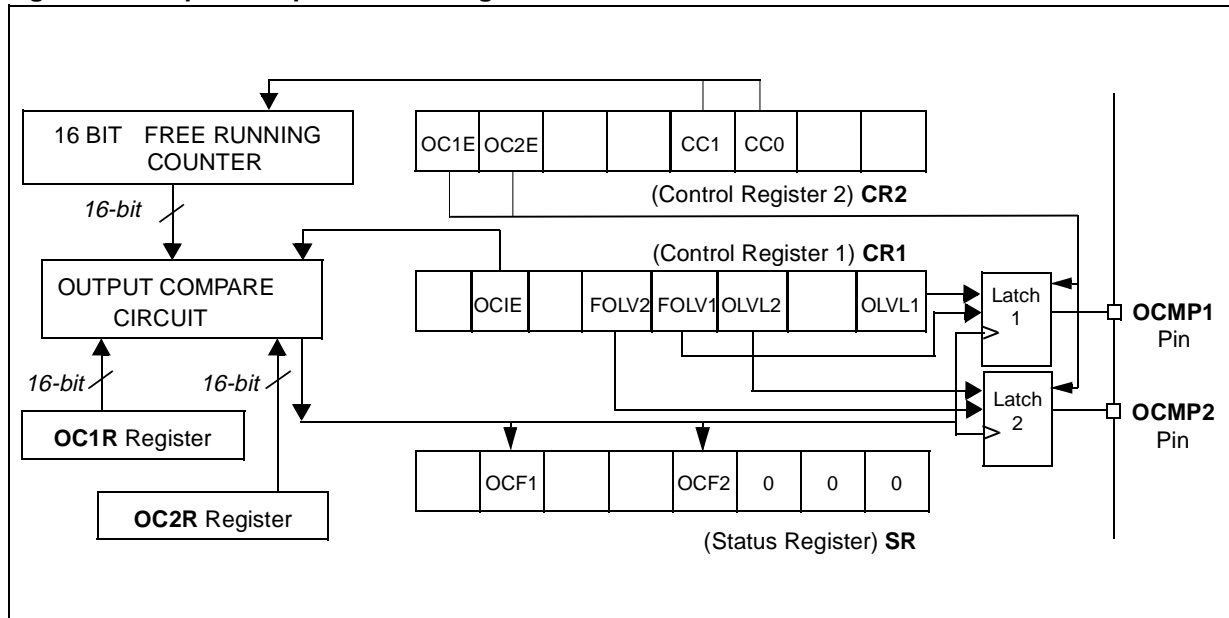 16 BIT FREE RUNNING
COUNTER
OC1E OC2E CC1 CC0
(Control Register 2) CR2
16-bit
(Control Register 1) CR1
OUTPUT COMPARE
CIRCUIT
OCIE FOLV2 FOLV1 OLVL2 OLVL1
Latch
1
OCMP1
Pin
16-bit
16-bit
Latch
2
OCMP2
Pin
OC1R Register
OCF1 OCF2 0 0 0
OC2R Register
(Status Register) SR